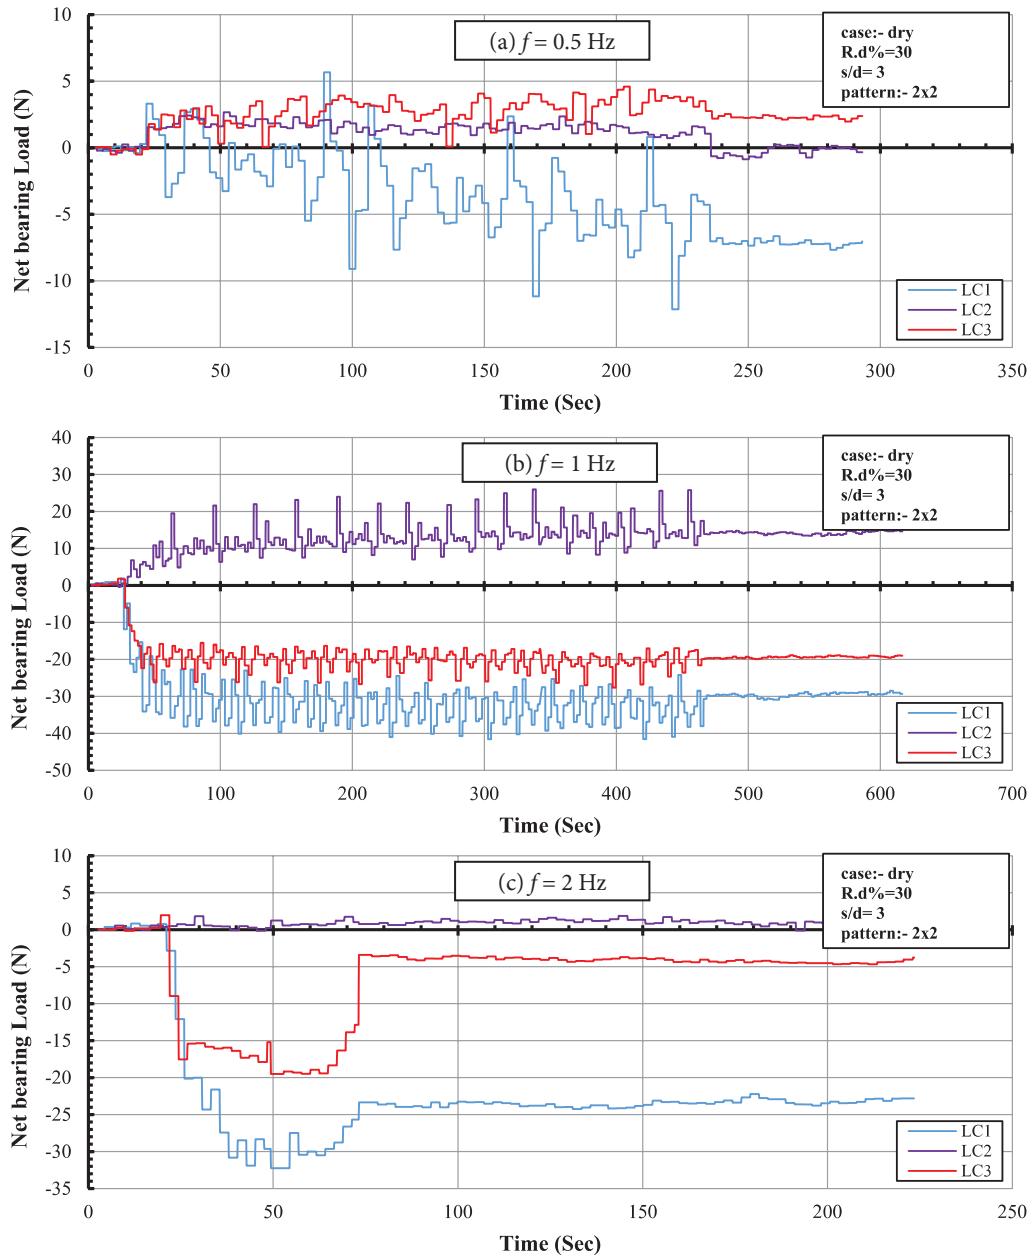 (a) f = 0.5 Hz
case:- dry
R.d%=30
s/d= 3
pattern:- 2x2
Net bearing Load (N)
10
5
0
-5
-10
-15
LC1
LC2
LC3
0 50 100 150 200 250 300 350
Time (Sec)
(b) f = 1 Hz
case:- dry
R.d%=30
s/d= 3
pattern:- 2x2
Net bearing Load (N)
40
30
20
10
0
-10
-20
-30
-40
-50
LC1
LC2
LC3
0 100 200 300 400 500 600 700
Time (Sec)
(c) f = 2 Hz
case:- dry
R.d%=30
s/d= 3
pattern:- 2x2
Net bearing Load (N)
10
5
0
-5
-10
-15
-20
-25
-30
-35
LC1
LC2
LC3
0 50 100 150 200 250
Time (Sec)